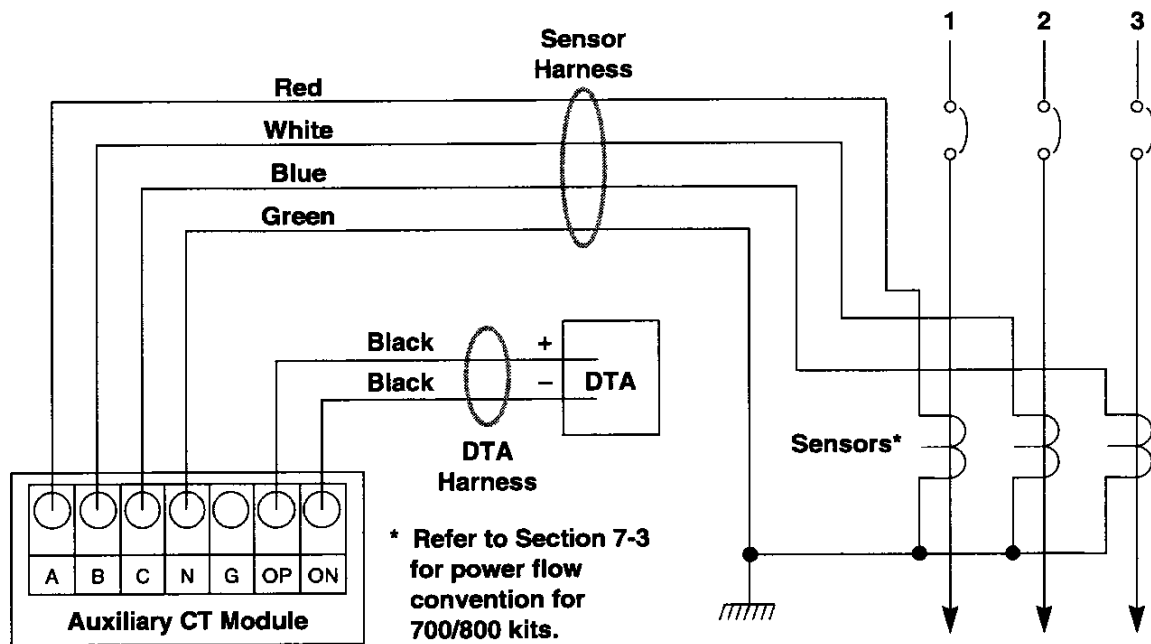 1 2 3
Sensor
Harness
Red
White
Blue
Green
Black +
Black –
DTA
DTA
Harness
Sensors*
A B C N G OP ON
Auxiliary CT Module
* Refer to Section 7-3
for power flow
convention for
700/800 kits.